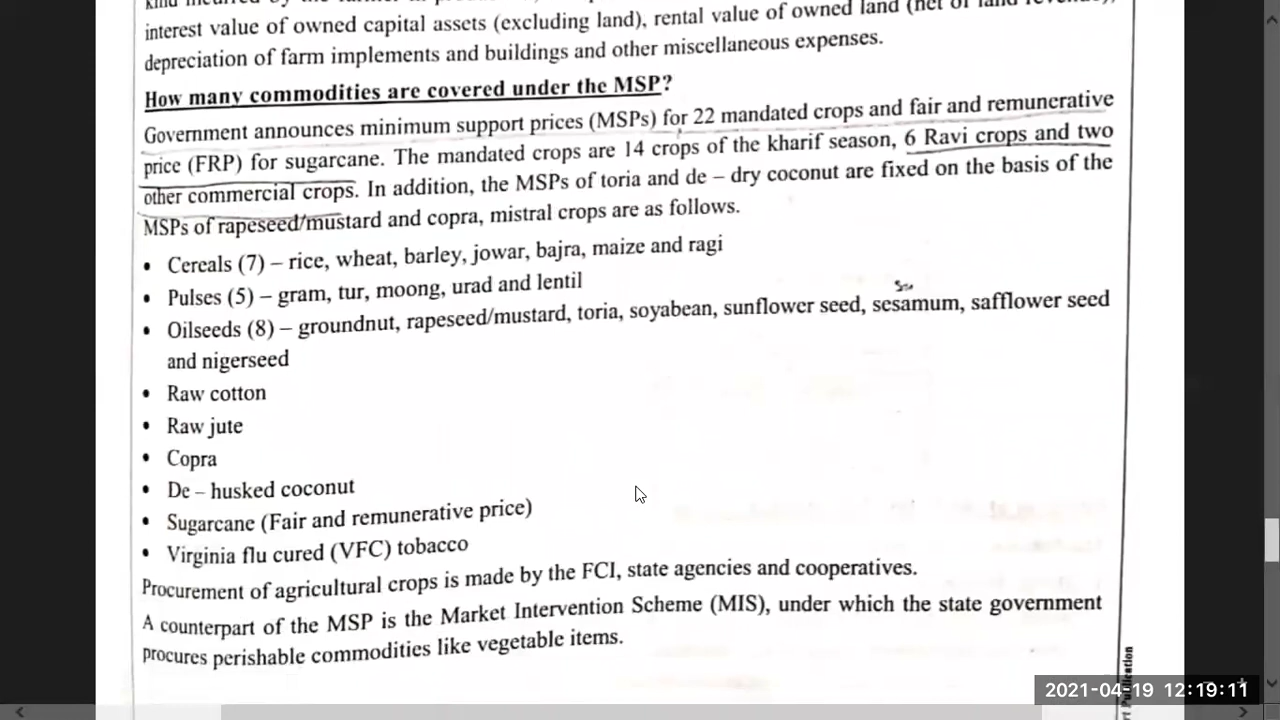 interest value of owned capital assets (excluding land), rental value of owned land (net of land revenue),
depreciation of farm implements and buildings and other miscellaneous expenses.
How many commodities are covered under the MSP?
Government announces minimum support prices (MSPs) for 22 mandated crops and fair and remunerative
price (FRP) for sugarcane. The mandated crops are 14 crops of the kharif season, 6 Ravi crops and two
other commercial crops. In addition, the MSPs of toria and de – dry coconut are fixed on the basis of the
MSPs of rapeseed/mustard and copra, mistral crops are as follows.
• Cereals (7) – rice, wheat, barley, jowar, bajra, maize and ragi
• Pulses (5) – gram, tur, moong, urad and lentil
• Oilseeds (8) – groundnut, rapeseed/mustard, toria, soyabean, sunflower seed, sesamum, safflower seed
and nigerseed
• Raw cotton
• Raw jute
• Copra
• De – husked coconut
• Sugarcane (Fair and remunerative price)
• Virginia flu cured (VFC) tobacco
Procurement of agricultural crops is made by the FCI, state agencies and cooperatives.
A counterpart of the MSP is the Market Intervention Scheme (MIS), under which the state government
procures perishable commodities like vegetable items.
Publication
2021-04-19 12:19:11